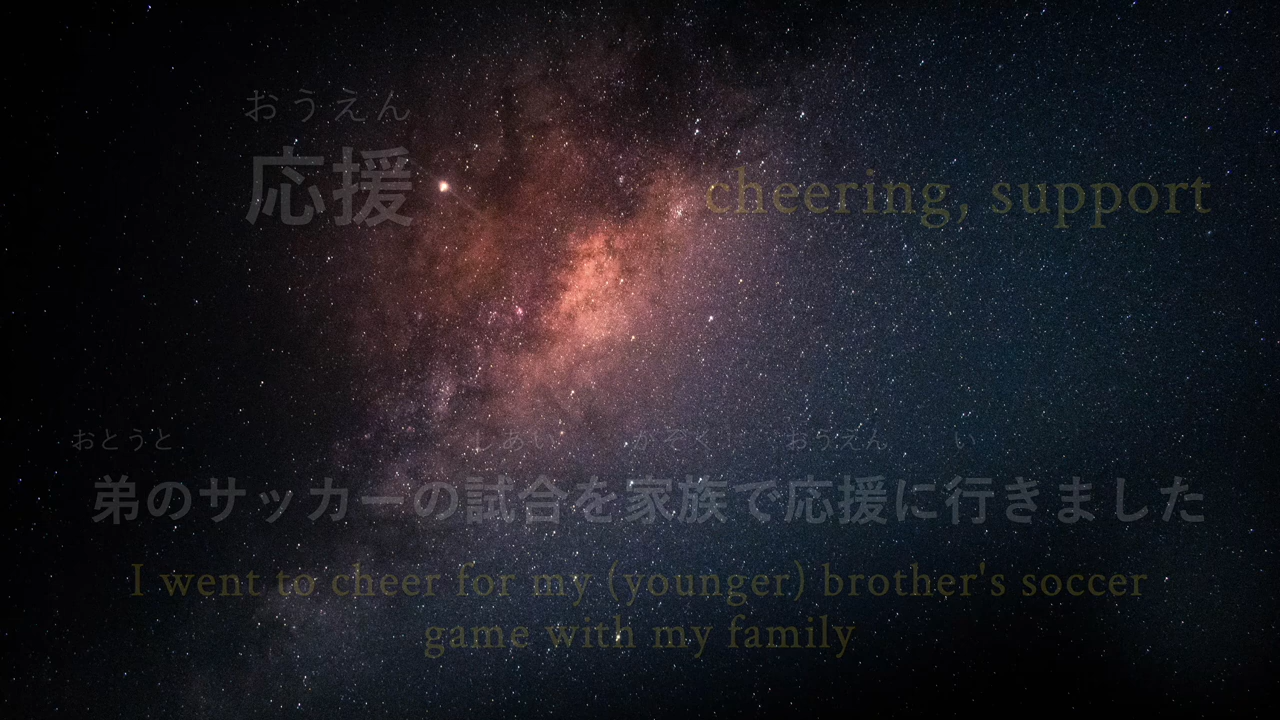 おうえん
応援
cheering, support
おとうと しあい かぞく おうえん い
弟のサッカーの試合を家族で応援に行きました
I went to cheer for my (younger) brother's soccer
game with my family